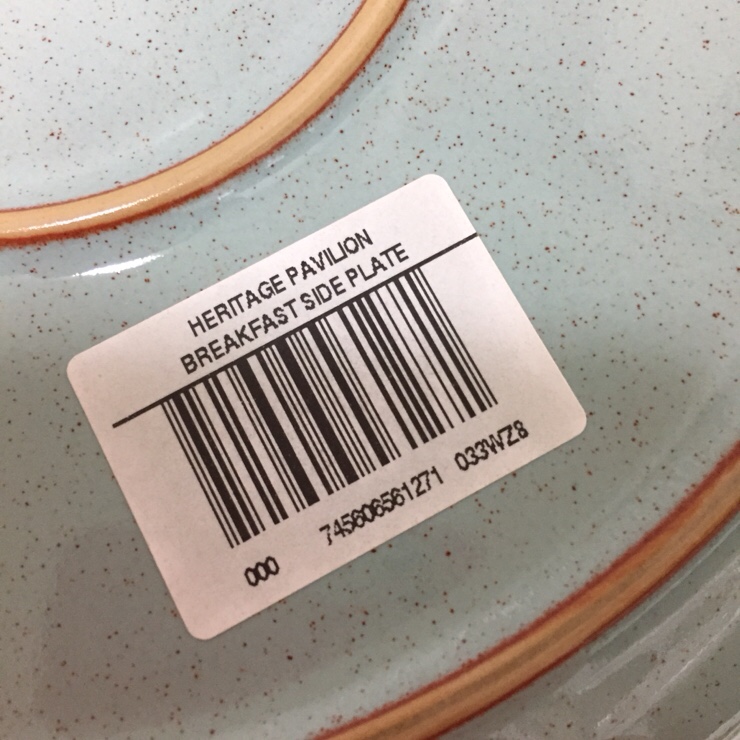 HERITAGE PAVILION
BREAKFAST SIDE PLATE
000 745606561271 033WZ8